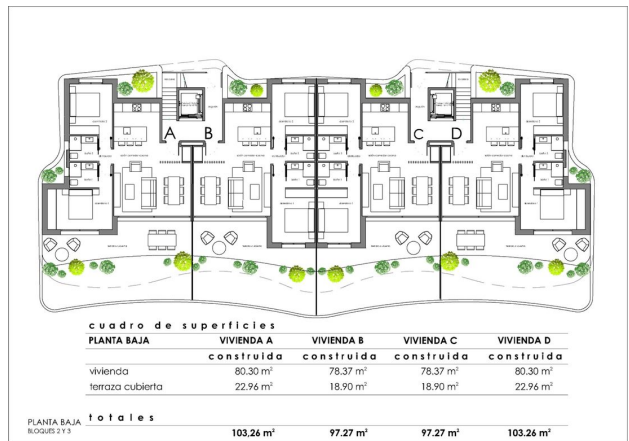 A B C D
cuadro de superficies
PLANTA BAJA VIVIENDA A VIVIENDA B VIVIENDA C VIVIENDA D
construida construida construida construida
vivienda 80.30 m² 78.37 m² 78.37 m² 80.30 m²
terraza cubierta 22.96 m² 18.90 m² 18.90 m² 22.96 m²
totales
PLANTA BAJA
BLOQUES 2 Y 3
103,26 m² 97.27 m² 97.27 m² 103.26 m²